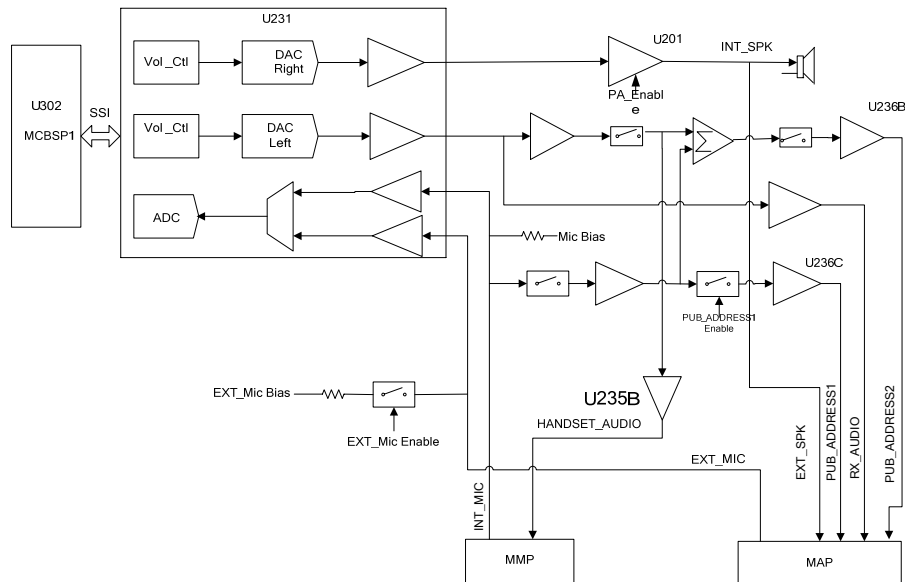 U231
U302
MCBSP1
SSI
Vol_Ctl
DAC
Right
U201
INT_SPK
PA_Enabl
e
Vol_Ctl
DAC
Left
U236B
ADC
Mic Bias
U236C
PUB_ADDRESS1
Enable
EXT_Mic Bias
EXT_Mic Enable
U235B
HANDSET_AUDIO
EXT_MIC
INT_MIC
EXT_SPK
PUB_ADDRESS1
RX_AUDIO
PUB_ADDRESS2
MMP
MAP